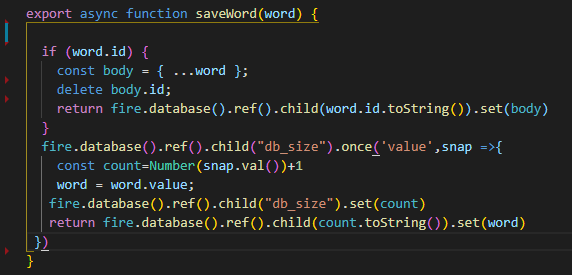 export async function saveWord(word) {
if (word.id) {
const body = { ...word };
delete body.id;
return fire.database().ref().child(word.id.toString()).set(body)
}
fire.database().ref().child("db_size").once('value',snap =>{
const count=Number(snap.val())+1
word = word.value;
fire.database().ref().child("db_size").set(count)
return fire.database().ref().child(count.toString()).set(word)
})
}